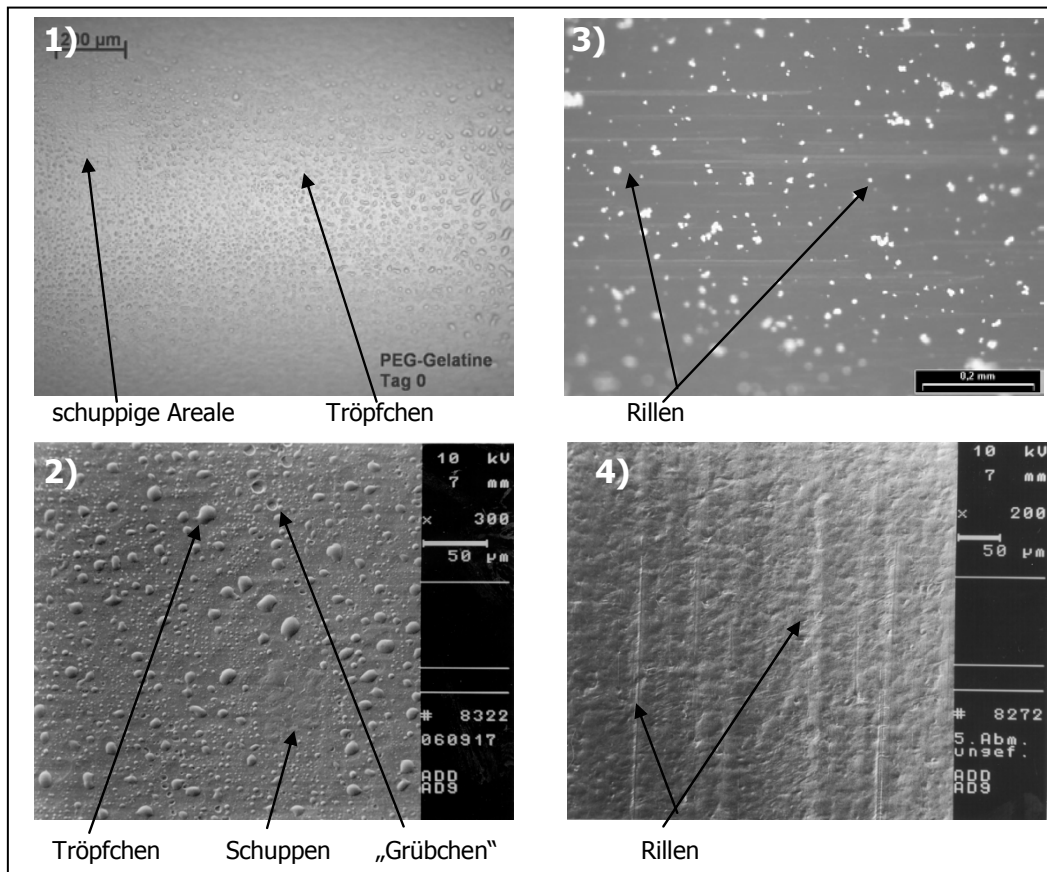 1)
200 µm
PEG-Gelatine
Tag 0
schuppige Areale
Tröpfchen
3)
0,2 mm
Rillen
2)
10 kV
7 mm
x 300
50 µm
# 8322
060917
ADD
AD9
Tröpfchen
Schuppen
„Grübchen“
4)
10 kV
7 mm
x 200
50 µm
# 8272
5.Abm.
ungef.
ADD
AD9
Rillen